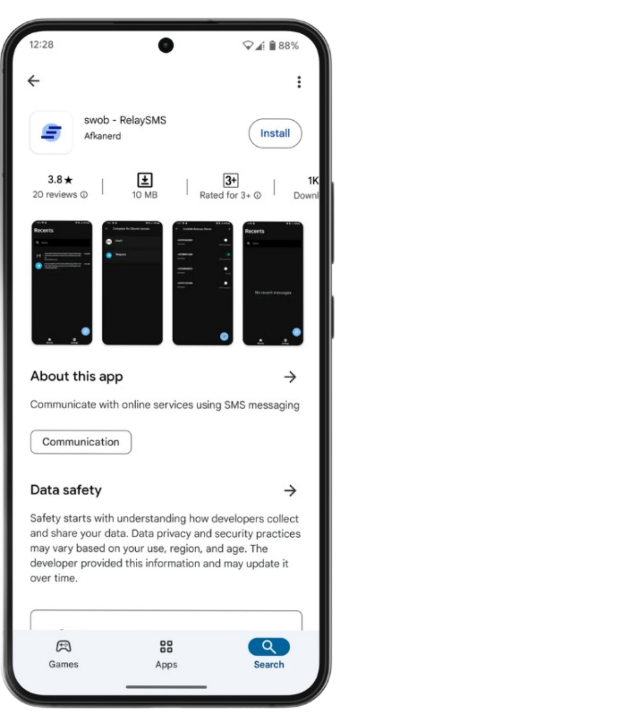 12:28
88%
swob - RelaySMS
Afkanerd
Install
3.8★
20 reviews
10 MB
3+
Rated for 3+
1K
Downl
Recents
Recents
No recent messages
About this app
Communicate with online services using SMS messaging
Communication
Data safety
Safety starts with understanding how developers collect
and share your data. Data privacy and security practices
may vary based on your use, region, and age. The
developer provided this information and may update it
over time.
Games
Apps
Search